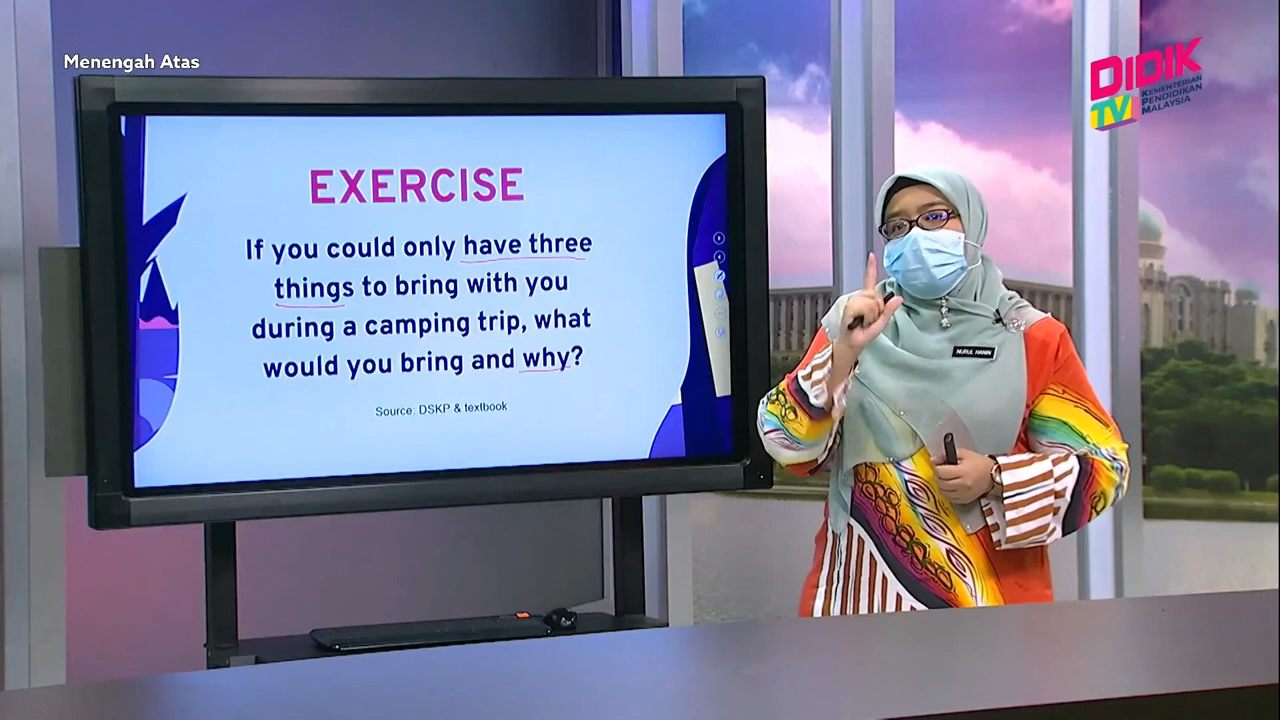 Menengah Atas
DIDIK
TV
KEMENTERIAN
PENDIDIKAN
MALAYSIA
EXERCISE
If you could only have three
things to bring with you
during a camping trip, what
would you bring and why?
Source: DSKP & textbook
NURUL HANIN